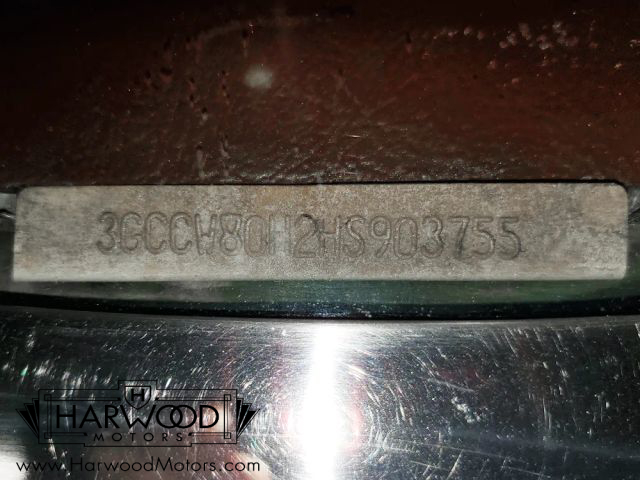 3GCCW80H2HS903755
H
HARWOOD
MOTORS
www.HarwoodMotors.com